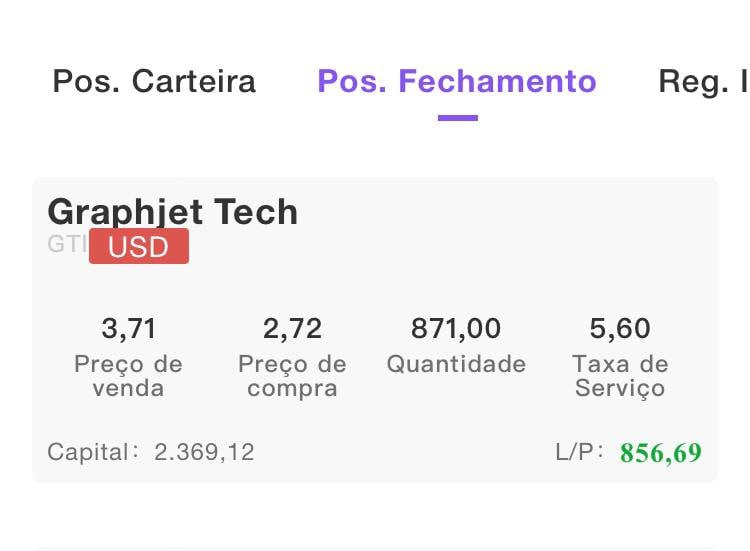 Pos. Carteira Pos. Fechamento Reg. I
Graphjet Tech
GTI USD
3,71 2,72 871,00 5,60
Preço de venda Preço de compra Quantidade Taxa de Serviço
Capital: 2.369,12 L/P: 856,69